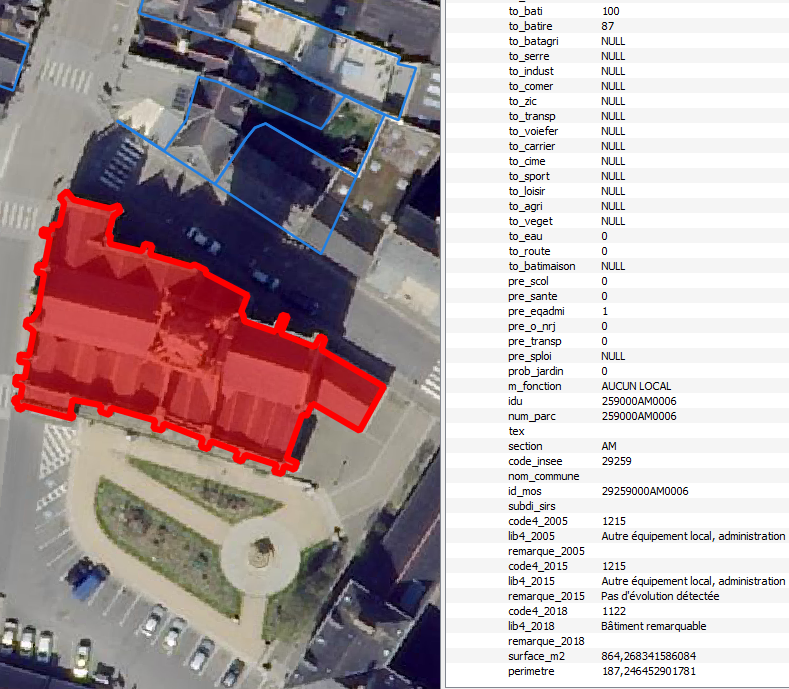 to_bati 100
to_batire 87
to_batagri NULL
to_serre NULL
to_indust NULL
to_comer NULL
to_zic NULL
to_transp NULL
to_voiefer NULL
to_carrier NULL
to_cime NULL
to_sport NULL
to_loisir NULL
to_agri NULL
to_veget NULL
to_eau 0
to_route 0
to_batimaison NULL
pre_scol 0
pre_sante 0
pre_eqadmi 1
pre_o_nrj 0
pre_transp 0
pre_sploi NULL
prob_jardin 0
m_fonction AUCUN LOCAL
idu 259000AM0006
num_parc 259000AM0006
tex
section AM
code_insee 29259
nom_commune
id_mos 29259000AM0006
subdi_sirs
code4_2005 1215
lib4_2005 Autre équipement local, administration
remarque_2005
code4_2015 1215
lib4_2015 Autre équipement local, administration
remarque_2015 Pas d'évolution détectée
code4_2018 1122
lib4_2018 Bâtiment remarquable
remarque_2018
surface_m2 864,268341586084
perimetre 187,246452901781